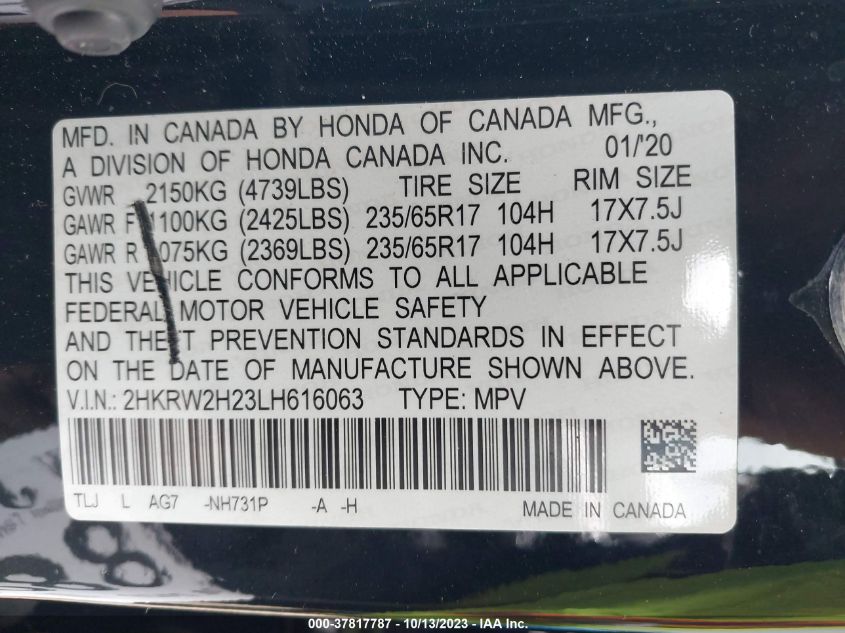 MFD. IN CANADA BY HONDA OF CANADA MFG.,
A DIVISION OF HONDA CANADA INC. 01/'20
GVWR 2150KG (4739LBS) TIRE SIZE RIM SIZE
GAWR F 1100KG (2425LBS) 235/65R17 104H 17X7.5J
GAWR R 1075KG (2369LBS) 235/65R17 104H 17X7.5J
THIS VEHICLE CONFORMS TO ALL APPLICABLE
FEDERAL MOTOR VEHICLE SAFETY
AND THEFT PREVENTION STANDARDS IN EFFECT
ON THE DATE OF MANUFACTURE SHOWN ABOVE.
V.I.N.: 2HKRW2H23LH616063 TYPE: MPV
TLJ L AG7 -NH731P -A -H MADE IN CANADA
000-37817787 - 10/13/2023 - IAA Inc.